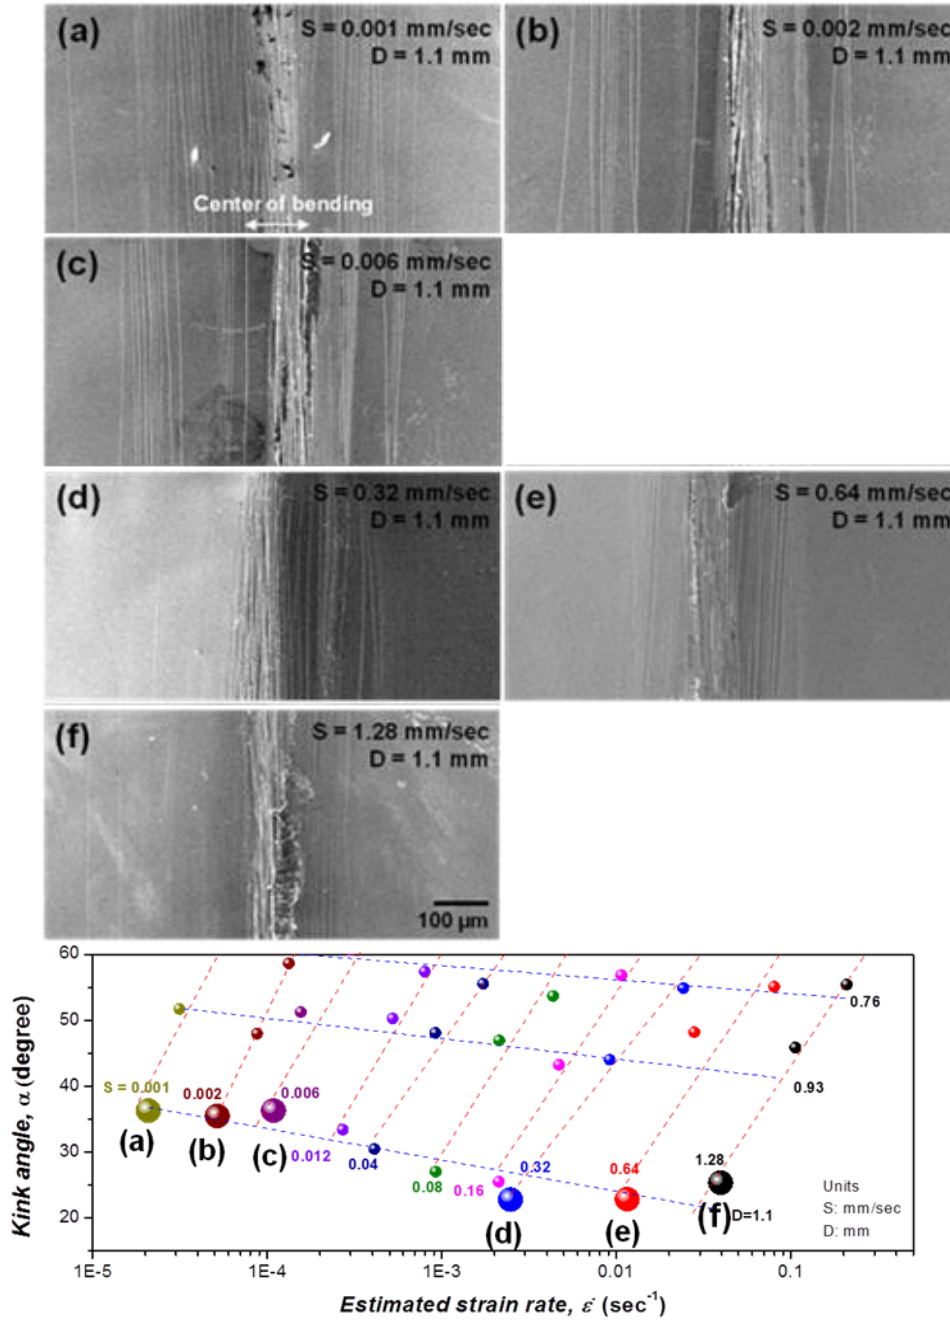 (a)
S = 0.001 mm/sec
D = 1.1 mm
Center of bending
(b)
S = 0.002 mm/sec
D = 1.1 mm
(c)
S = 0.006 mm/sec
D = 1.1 mm
(d)
S = 0.32 mm/sec
D = 1.1 mm
(e)
S = 0.64 mm/sec
D = 1.1 mm
(f)
S = 1.28 mm/sec
D = 1.1 mm
100 µm
Kink angle, α (degree)
60
50
40
30
20
0.76
0.93
D=1.1
S = 0.001
0.002
0.006
0.012
0.04
0.08
0.16
0.32
0.64
1.28
(a)
(b)
(c)
(d)
(e)
(f)
Units
S: mm/sec
D: mm
1E-5
1E-4
1E-3
0.01
0.1
Estimated strain rate, ε̇ (sec⁻¹)